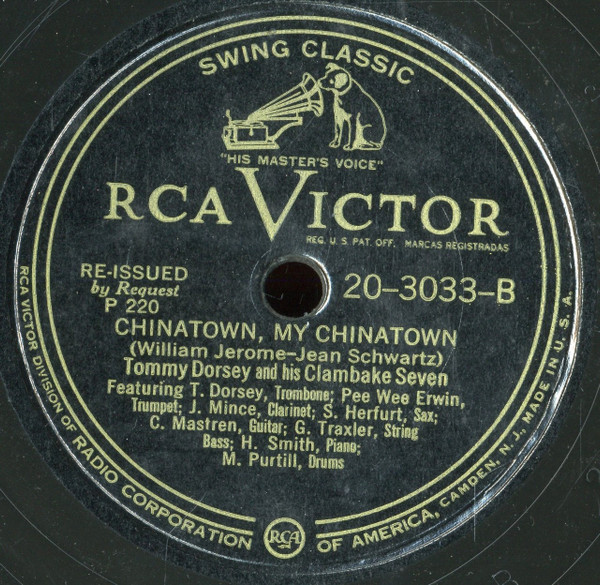 SWING CLASSIC
"HIS MASTER'S VOICE"
RCA VICTOR
REG. U. S. PAT. OFF. MARCAS REGISTRADAS
RE-ISSUED
by Request
P 220
20-3033-B
CHINATOWN, MY CHINATOWN
(William Jerome-Jean Schwartz)
Tommy Dorsey and his Clambake Seven
Featuring T. Dorsey, Trombone; Pee Wee Erwin,
Trumpet; J. Mince, Clarinet; S. Herfurt, Sax;
C. Mastren, Guitar; G. Traxler, String
Bass; H. Smith, Piano;
M. Purtill, Drums
RCA VICTOR DIVISION OF RADIO CORPORATION OF AMERICA, CAMDEN, N. J., MADE IN U. S. A.
RCA